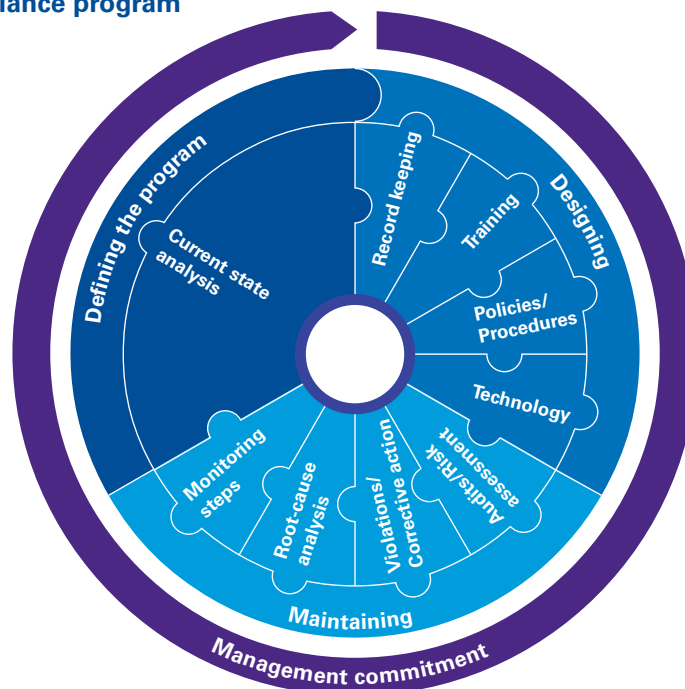 liance program
Defining the program
Current state
analysis
Record keeping
Training
Policies/
Procedures
Technology
Designing
Audits/Risk
assessment
Violations/
Corrective action
Root-cause
analysis
Monitoring
steps
Maintaining
Management commitment